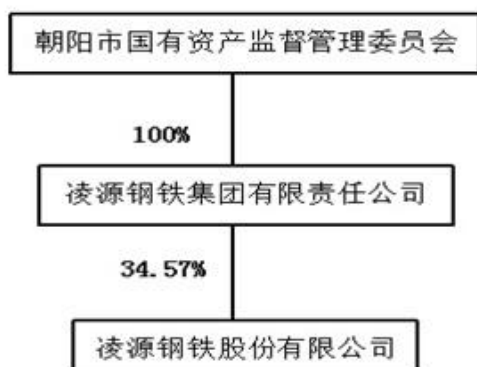 朝阳市国有资产监督管理委员会
100%
凌源钢铁集团有限责任公司
34.57%
凌源钢铁股份有限公司